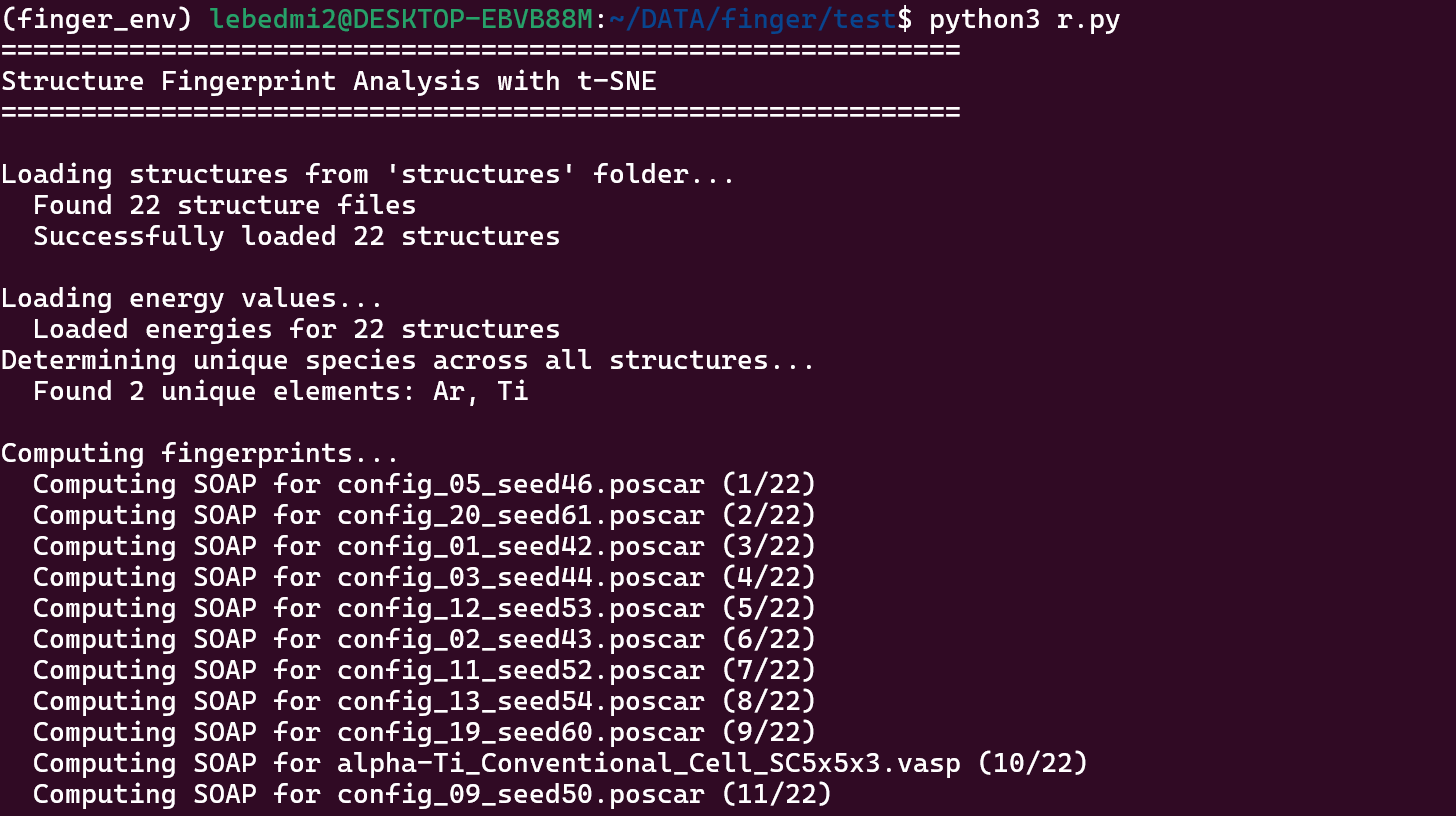 (finger_env) lebedmi2@DESKTOP-EBVB88M:~/DATA/finger/test$ python3 r.py
============================================================
Structure Fingerprint Analysis with t-SNE
============================================================
Loading structures from 'structures' folder...
  Found 22 structure files
  Successfully loaded 22 structures
Loading energy values...
  Loaded energies for 22 structures
Determining unique species across all structures...
  Found 2 unique elements: Ar, Ti
Computing fingerprints...
  Computing SOAP for config_05_seed46.poscar (1/22)
  Computing SOAP for config_20_seed61.poscar (2/22)
  Computing SOAP for config_01_seed42.poscar (3/22)
  Computing SOAP for config_03_seed44.poscar (4/22)
  Computing SOAP for config_12_seed53.poscar (5/22)
  Computing SOAP for config_02_seed43.poscar (6/22)
  Computing SOAP for config_11_seed52.poscar (7/22)
  Computing SOAP for config_13_seed54.poscar (8/22)
  Computing SOAP for config_19_seed60.poscar (9/22)
  Computing SOAP for alpha-Ti_Conventional_Cell_SC5x5x3.vasp (10/22)
  Computing SOAP for config_09_seed50.poscar (11/22)